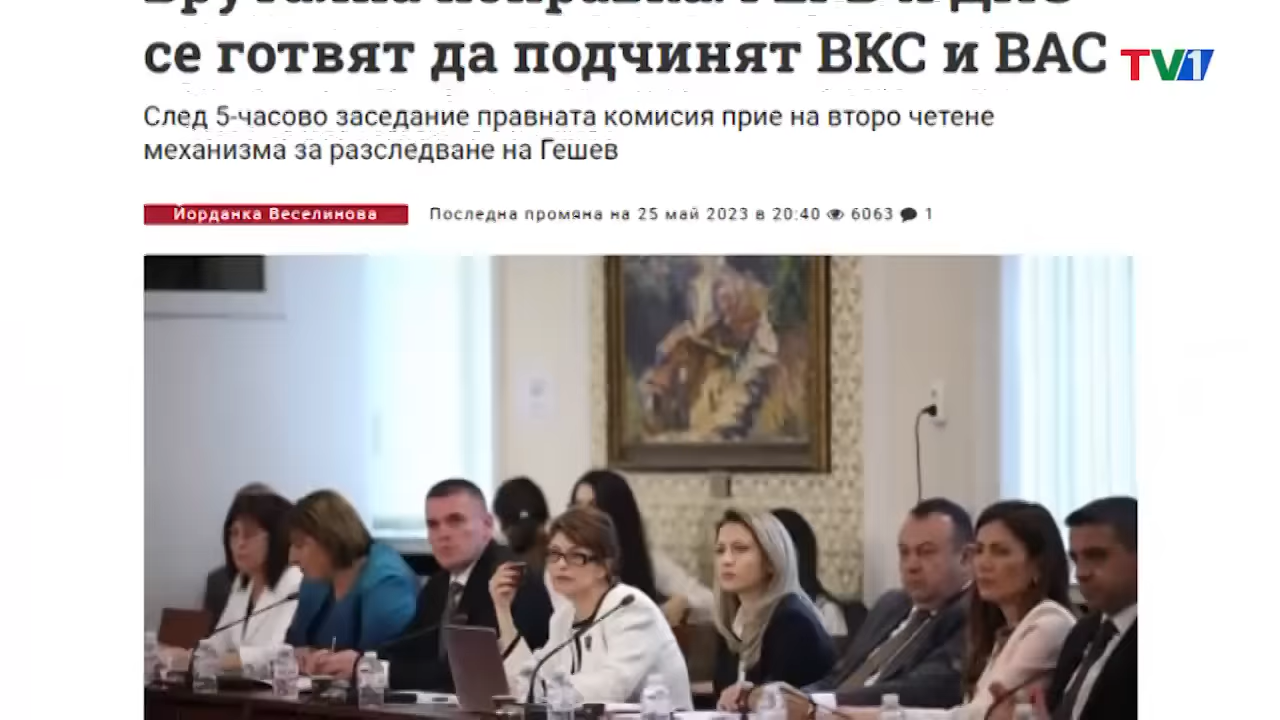 се готвят да подчинят ВКС и ВАС
TV1
След 5-часово заседание правната комисия прие на второ четене
механизма за разследване на Гешев
Йорданка Веселинова
Последна промяна на 25 май 2023 в 20:40 6063 1